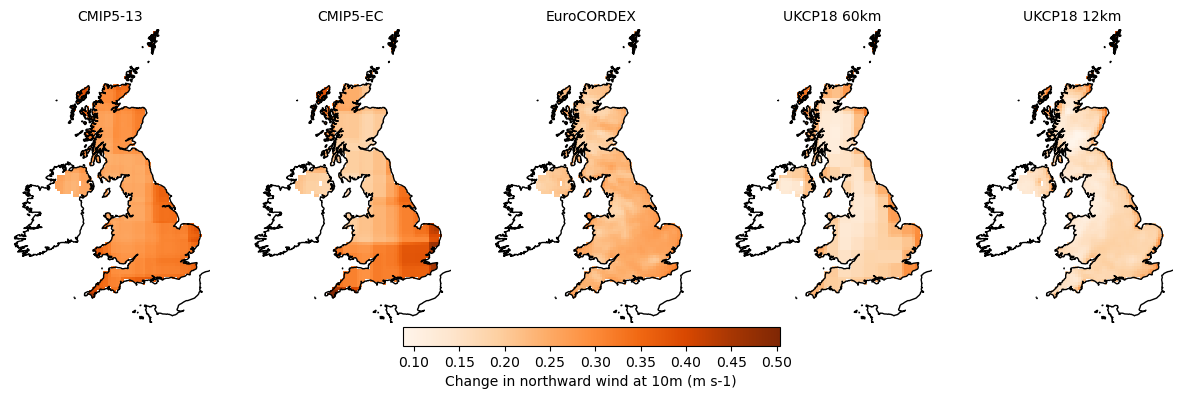 CMIP5-13 CMIP5-EC EuroCORDEX UKCP18 60km UKCP18 12km
0.10 0.15 0.20 0.25 0.30 0.35 0.40 0.45 0.50
Change in northward wind at 10m (m s-1)